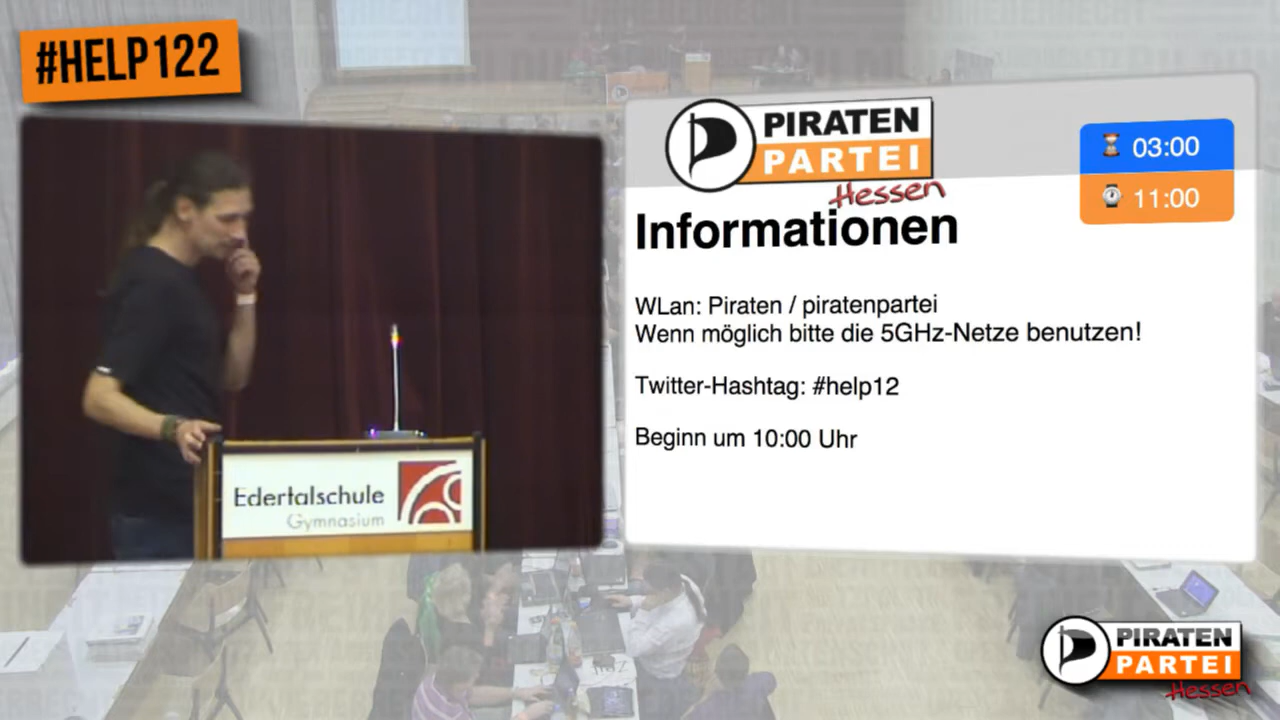 #HELP122
PIRATEN
PARTEI
Hessen
03:00
11:00
Informationen
WLan: Piraten / piratenpartei
Wenn möglich bitte die 5GHz-Netze benutzen!
Twitter-Hashtag: #help12
Beginn um 10:00 Uhr
Edertalschule
Gymnasium
PIRATEN
PARTEI
Hessen